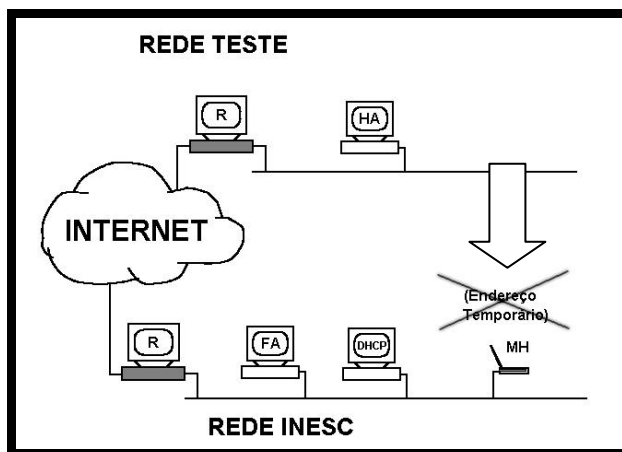 REDE TESTE
R
HA
INTERNET
(Endereço
Temporário)
R
FA
DHCP
MH
REDE INESC